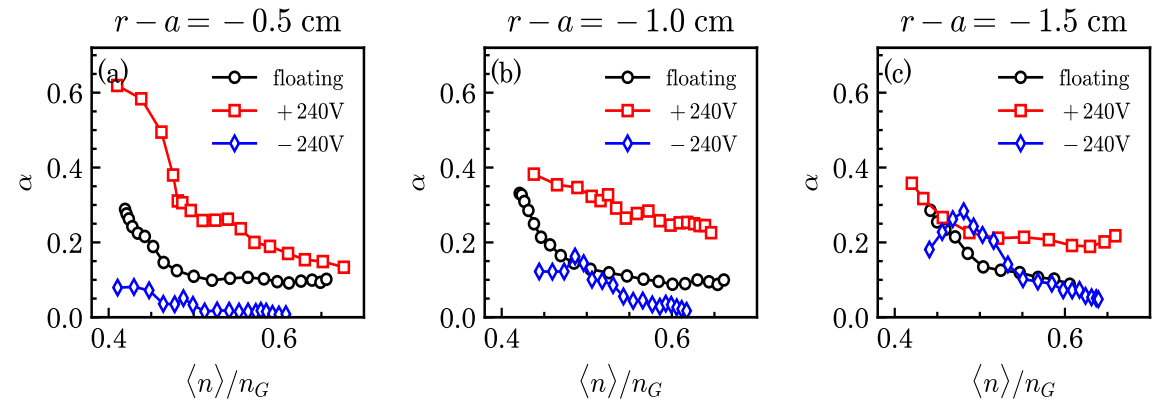 r − a = − 0.5 cm
r − a = − 1.0 cm
r − a = − 1.5 cm
(a)
floating
+ 240V
− 240V
α
0.6
0.4
0.2
0.0
0.4
0.6
⟨n⟩/n_G
(b)
floating
+ 240V
− 240V
α
0.6
0.4
0.2
0.0
0.4
0.6
⟨n⟩/n_G
(c)
floating
+ 240V
− 240V
α
0.6
0.4
0.2
0.0
0.4
0.6
⟨n⟩/n_G